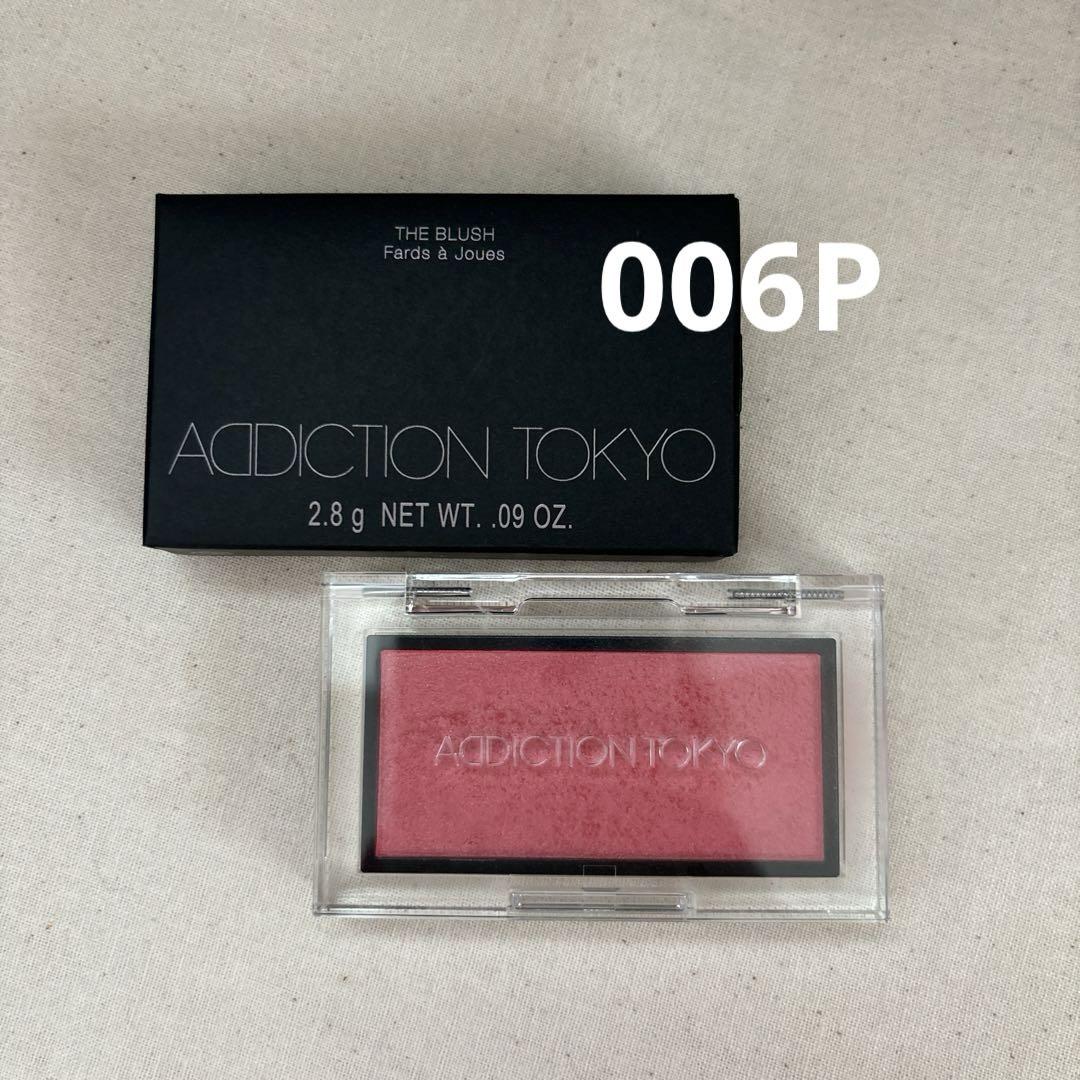 THE BLUSH
Fards à Joues
006P
ADDICTION TOKYO
2.8 g NET WT. .09 OZ.
ADDICTION TOKYO